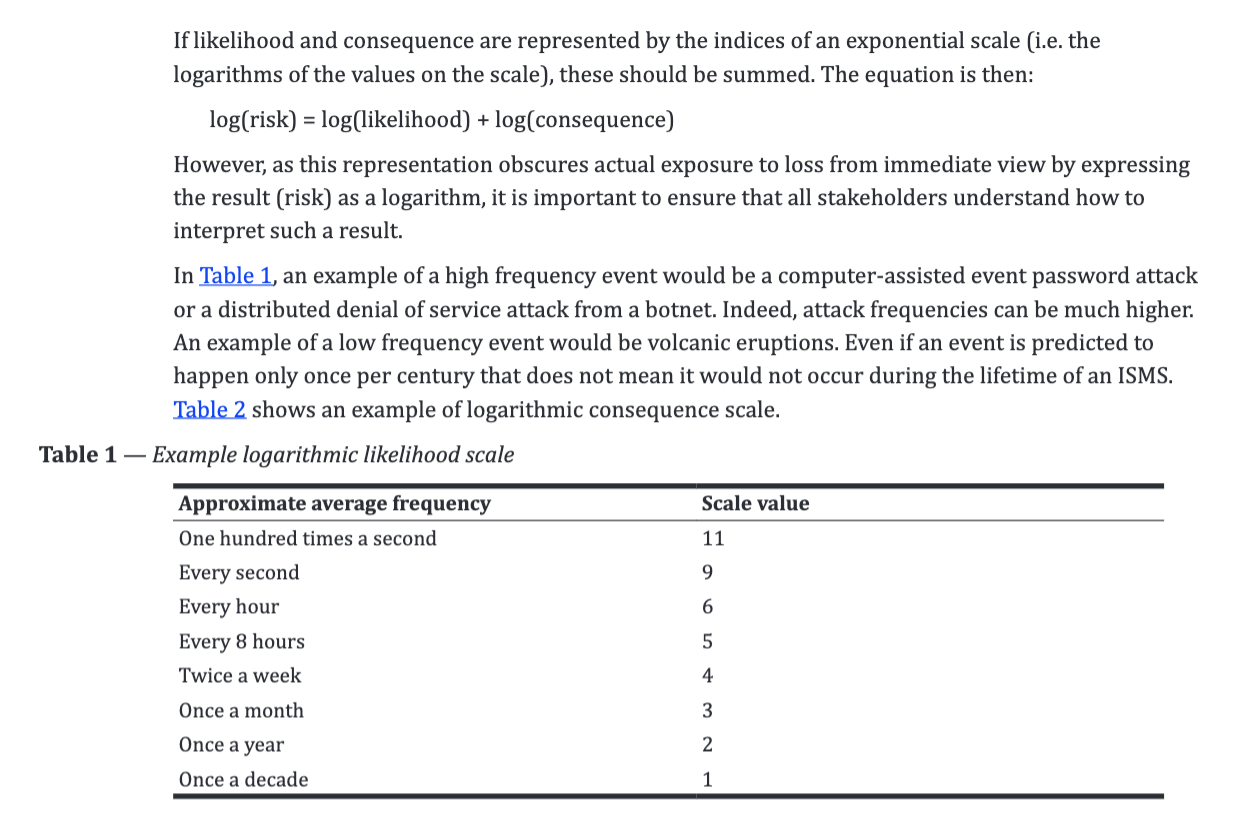 If likelihood and consequence are represented by the indices of an exponential scale (i.e. the
logarithms of the values on the scale), these should be summed. The equation is then:
log(risk) = log(likelihood) + log(consequence)
However, as this representation obscures actual exposure to loss from immediate view by expressing
the result (risk) as a logarithm, it is important to ensure that all stakeholders understand how to
interpret such a result.
In Table 1, an example of a high frequency event would be a computer-assisted event password attack
or a distributed denial of service attack from a botnet. Indeed, attack frequencies can be much higher.
An example of a low frequency event would be volcanic eruptions. Even if an event is predicted to
happen only once per century that does not mean it would not occur during the lifetime of an ISMS.
Table 2 shows an example of logarithmic consequence scale.
Table 1 — Example logarithmic likelihood scale
Approximate average frequency Scale value
One hundred times a second 11
Every second 9
Every hour 6
Every 8 hours 5
Twice a week 4
Once a month 3
Once a year 2
Once a decade 1